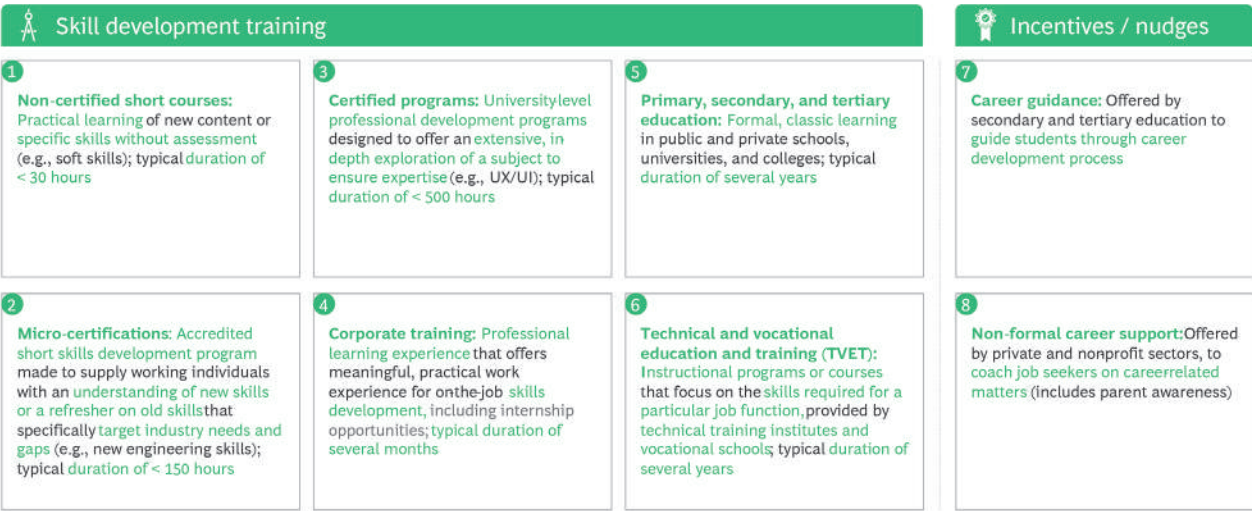 Skill development training
Incentives / nudges
1
Non-certified short courses:
Practical learning of new content or
specific skills without assessment
(e.g., soft skills); typical duration of
< 30 hours
3
Certified programs: Universitylevel
professional development programs
designed to offer an extensive, in
depth exploration of a subject to
ensure expertise (e.g., UX/UI); typical
duration of < 500 hours
5
Primary, secondary, and tertiary
education: Formal, classic learning
in public and private schools,
universities, and colleges; typical
duration of several years
7
Career guidance: Offered by
secondary and tertiary education to
guide students through career
development process
2
Micro-certifications: Accredited
short skills development program
made to supply working individuals
with an understanding of new skills
or a refresher on old skills that
specifically target industry needs and
gaps (e.g., new engineering skills);
typical duration of < 150 hours
4
Corporate training: Professional
learning experience that offers
meaningful, practical work
experience for onthe-job skills
development, including internship
opportunities; typical duration of
several months
6
Technical and vocational
education and training (TVET):
Instructional programs or courses
that focus on the skills required for a
particular job function, provided by
technical training institutes and
vocational schools; typical duration of
several years
8
Non-formal career support:Offered
by private and nonprofit sectors, to
coach job seekers on careerrelated
matters (includes parent awareness)